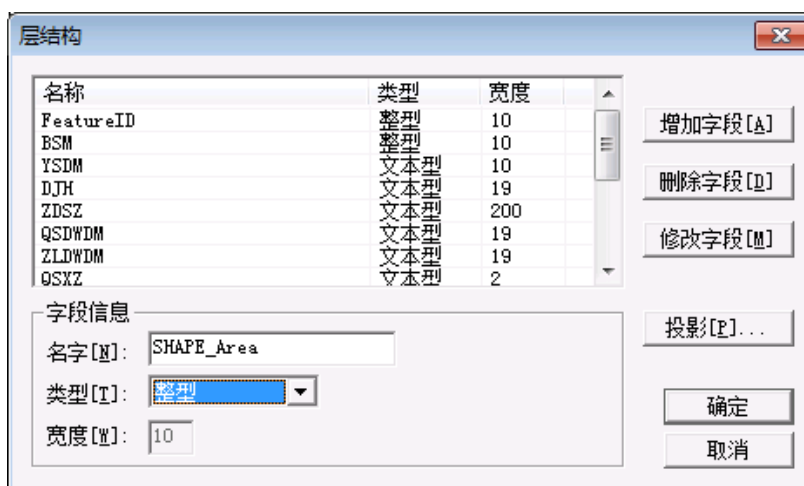 层结构
名称 类型 宽度
FeatureID 整型 10
BSM 整型 10
YSDM 文本型 10
DJH 文本型 19
ZDSZ 文本型 200
QSDWDM 文本型 19
ZLDWDM 文本型 19
QSXZ 文本型 2
增加字段[A]
删除字段[D]
修改字段[M]
投影[P]...
字段信息
名字[N]: SHAPE_Area
类型[T]: 整型
宽度[W]: 10
确定
取消